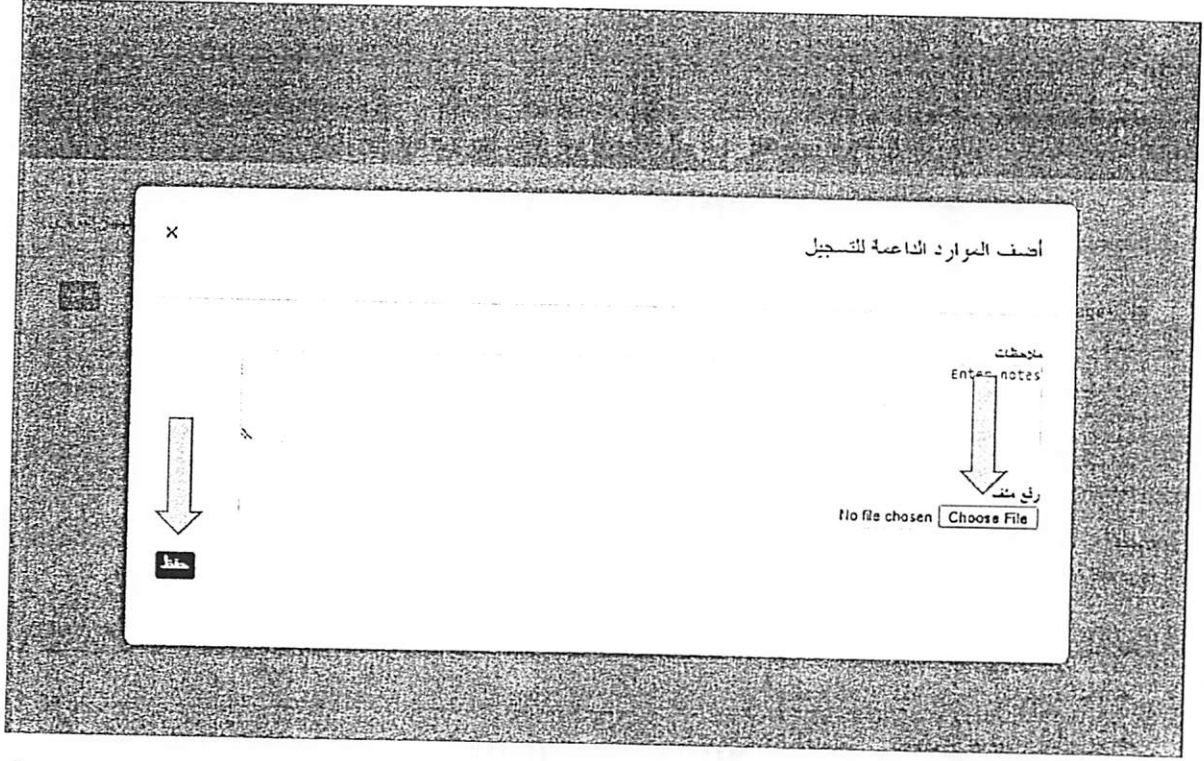 أضف الموارد الداعمة للتسجيل
×
ملاحظات
Enter notes
رفع ملف
Choose File No file chosen
حفظ